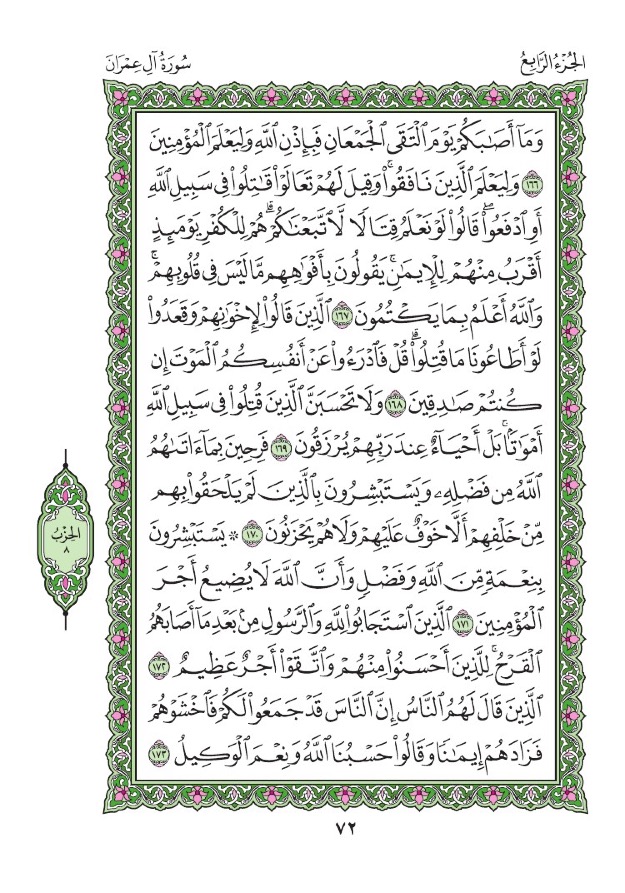 الجُزْءُ الرَّابِعُ
سُورَةُ آلِ عِمْرَانَ
وَمَآ أَصَٰبَكُمْ يَوْمَ ٱلْتَقَى ٱلْجَمْعَانِ فَبِإِذْنِ ٱللَّهِ وَلِيَعْلَمَ ٱلْمُؤْمِنِينَ
١٦٦ وَلِيَعْلَمَ ٱلَّذِينَ نَافَقُوا۟ۚ وَقِيلَ لَهُمْ تَعَالَوْا۟ قَٰتِلُوا۟ فِى سَبِيلِ ٱللَّهِ
أَوِ ٱدْفَعُوا۟ۖ قَالُوا۟ لَوْ نَعْلَمُ قِتَالًا لَّٱتَّبَعْنَٰكُمْۗ هُمْ لِلْكُفْرِ يَوْمَئِذٍ
أَقْرَبُ مِنْهُمْ لِلْإِيمَٰنِۚ يَقُولُونَ بِأَفْوَٰهِهِم مَّا لَيْسَ فِى قُلُوبِهِمْۚ
وَٱللَّهُ أَعْلَمُ بِمَا يَكْتُمُونَ ١٦٧ ٱلَّذِينَ قَالُوا۟ لِإِخْوَٰنِهِمْ وَقَعَدُوا۟
لَوْ أَطَاعُونَا مَا قُتِلُوا۟ۗ قُلْ فَٱدْرَءُوا۟ عَنْ أَنفُسِكُمُ ٱلْمَوْتَ إِن
كُنتُمْ صَٰدِقِينَ ١٦٨ وَلَا تَحْسَبَنَّ ٱلَّذِينَ قُتِلُوا۟ فِى سَبِيلِ ٱللَّهِ
أَمْوَٰتًۢاۚ بَلْ أَحْيَآءٌ عِندَ رَبِّهِمْ يُرْزَقُونَ ١٦٩ فَرِحِينَ بِمَآ ءَاتَىٰهُمُ
ٱللَّهُ مِن فَضْلِهِۦ وَيَسْتَبْشِرُونَ بِٱلَّذِينَ لَمْ يَلْحَقُوا۟ بِهِم
مِّنْ خَلْفِهِمْ أَلَّا خَوْفٌ عَلَيْهِمْ وَلَا هُمْ يَحْزَنُونَ ١٧٠ * يَسْتَبْشِرُونَ
بِنِعْمَةٍ مِّنَ ٱللَّهِ وَفَضْلٍ وَأَنَّ ٱللَّهَ لَا يُضِيعُ أَجْرَ
ٱلْمُؤْمِنِينَ ١٧١ ٱلَّذِينَ ٱسْتَجَابُوا۟ لِلَّهِ وَٱلرَّسُولِ مِنۢ بَعْدِ مَآ أَصَابَهُمُ
ٱلْقَرْحُۚ لِلَّذِينَ أَحْسَنُوا۟ مِنْهُمْ وَٱتَّقَوْا۟ أَجْرٌ عَظِيمٌ ١٧٢
ٱلَّذِينَ قَالَ لَهُمُ ٱلنَّاسُ إِنَّ ٱلنَّاسَ قَدْ جَمَعُوا۟ لَكُمْ فَٱخْشَوْهُمْ
فَزَادَهُمْ إِيمَٰنًا وَقَالُوا۟ حَسْبُنَا ٱللَّهُ وَنِعْمَ ٱلْوَكِيلُ ١٧٣
الحِزْبُ
٨
٧٢